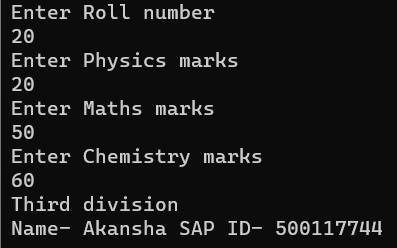 Enter Roll number
20
Enter Physics marks
20
Enter Maths marks
50
Enter Chemistry marks
60
Third division
Name- Akansha SAP ID- 500117744